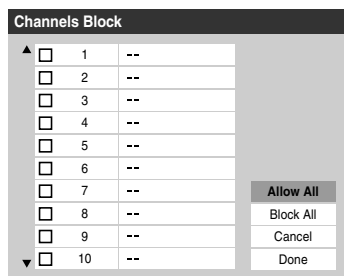 Channels Block
1 --
2 --
3 --
4 --
5 --
6 --
7 --
8 --
9 --
10 --
Allow All
Block All
Cancel
Done